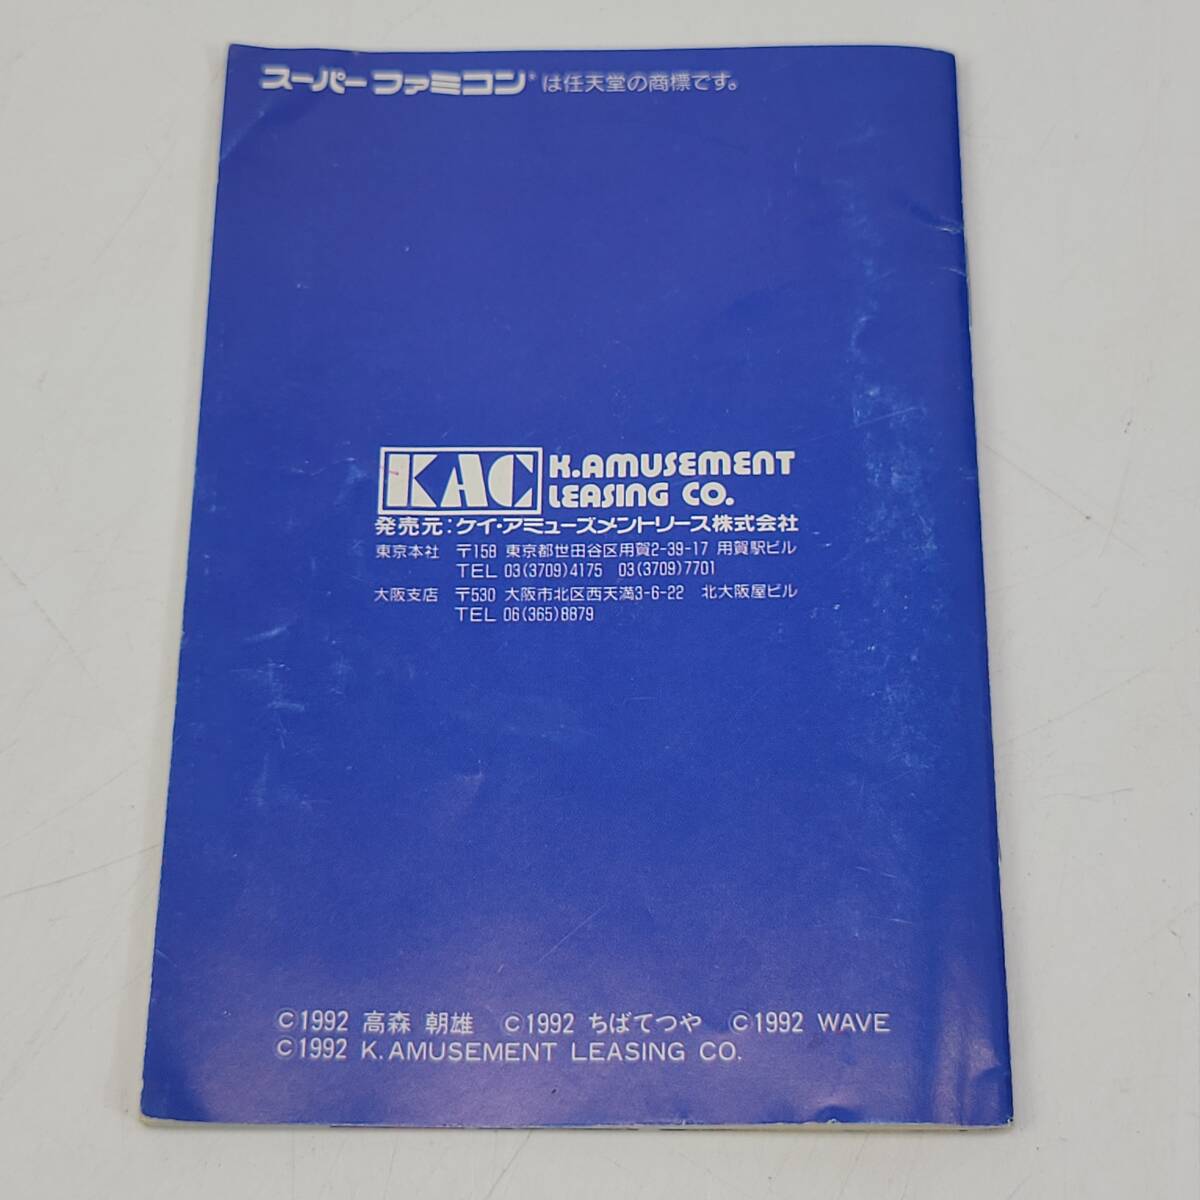 スーパーファミコン®は任天堂の商標です。
KAC K.AMUSEMENT
LEASING CO.
発売元:ケイ・アミューズメントリース株式会社
東京本社 〒158 東京都世田谷区用賀2-39-17 用賀駅ビル
TEL 03(3709)4175 03(3709)7701
大阪支店 〒530 大阪市北区西天満3-6-22 北大阪屋ビル
TEL 06(365)8879
©1992 高森 朝雄 ©1992 ちばてつや ©1992 WAVE
©1992 K.AMUSEMENT LEASING CO.